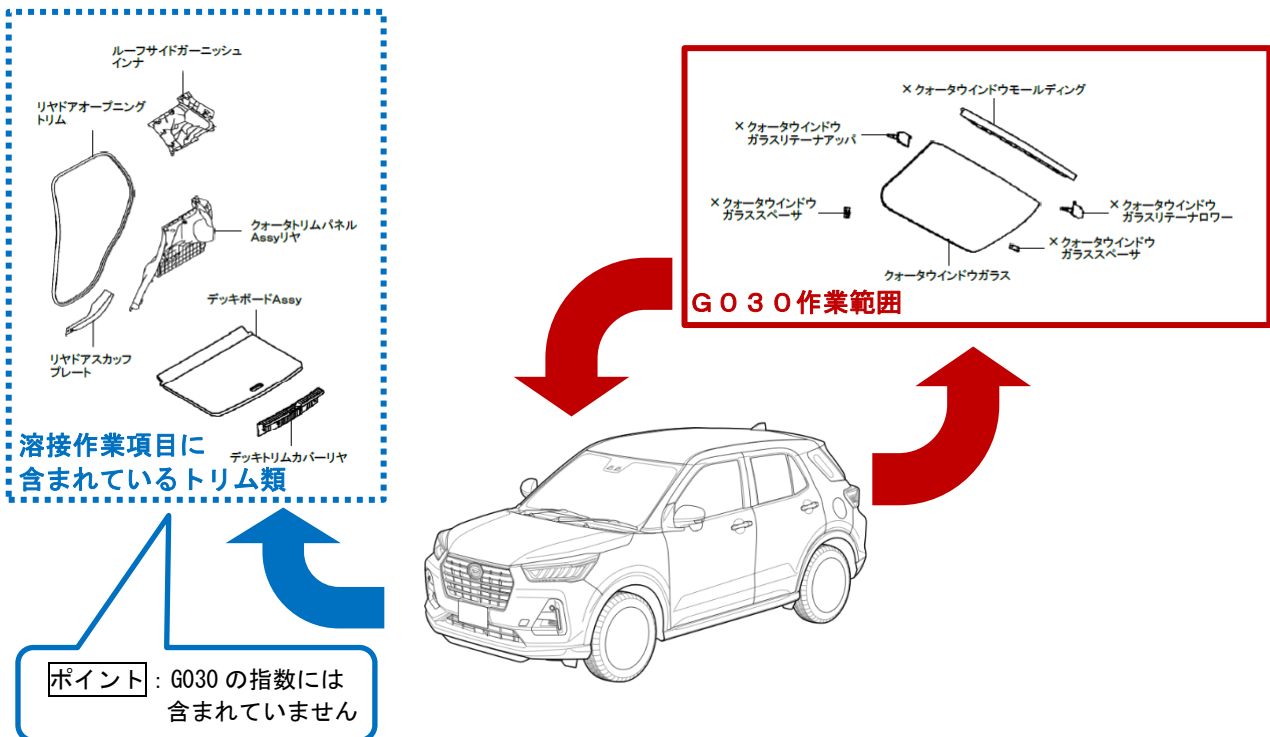 ルーフサイドガーニッシュ
インナ
リヤドアオープニング
トリム
クォータトリムパネル
Assyリヤ
デッキボードAssy
リヤドアスカッフ
プレート
デッキトリムカバーリヤ
溶接作業項目に
含まれているトリム類
ポイント：G030の指数には
含まれていません
×クォータウインドウモールディング
×クォータウインドウ
ガラスリテーナアッパ
×クォータウインドウ
ガラススペーサ
×クォータウインドウ
ガラスリテーナロワー
×クォータウインドウ
ガラススペーサ
クォータウインドウガラス
G０３０作業範囲